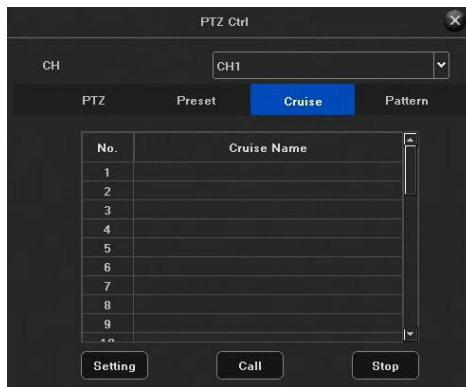 PTZ Ctrl
CH CH1
PTZ Preset Cruise Pattern
No. Cruise Name
1
2
3
4
5
6
7
8
9
10
Setting Call Stop